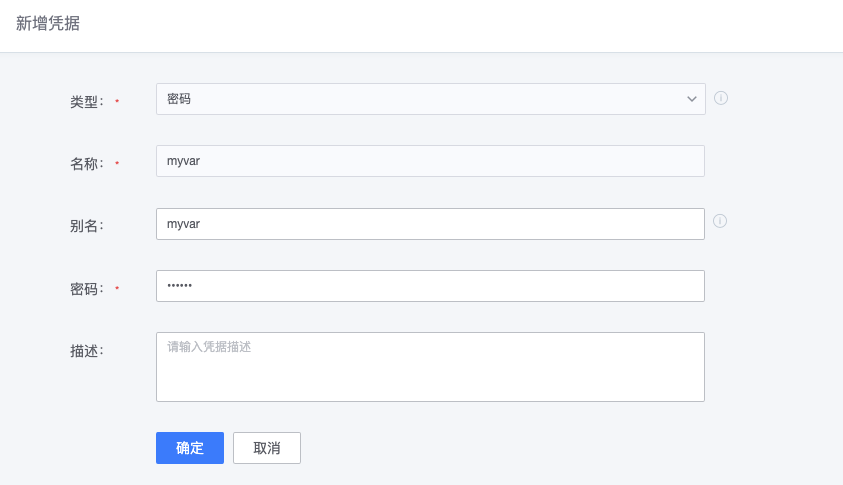 新增凭据
类型： * 密码
名称： * myvar
别名： myvar
密码： * ••••••
描述： 请输入凭据描述
确定 取消